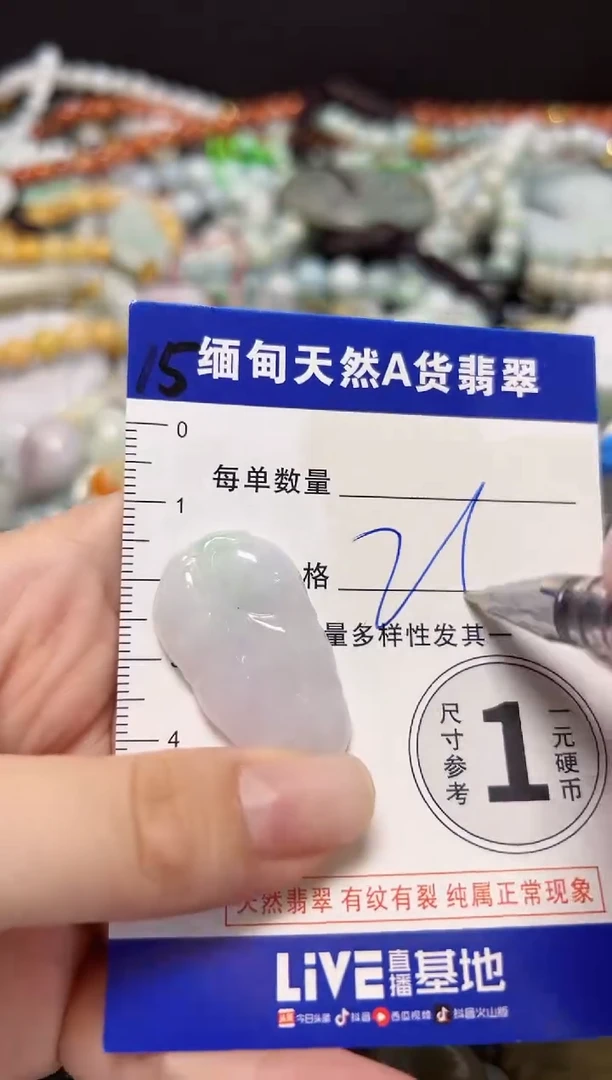 15 缅甸天然A货翡翠
0
每单数量
1
格 21
量多样性发其一
4
尺寸参考 1 一元硬币
天然翡翠 有纹有裂 纯属正常现象
LiVE直播基地
头条 今日头条 抖音 西瓜视频 抖音火山版